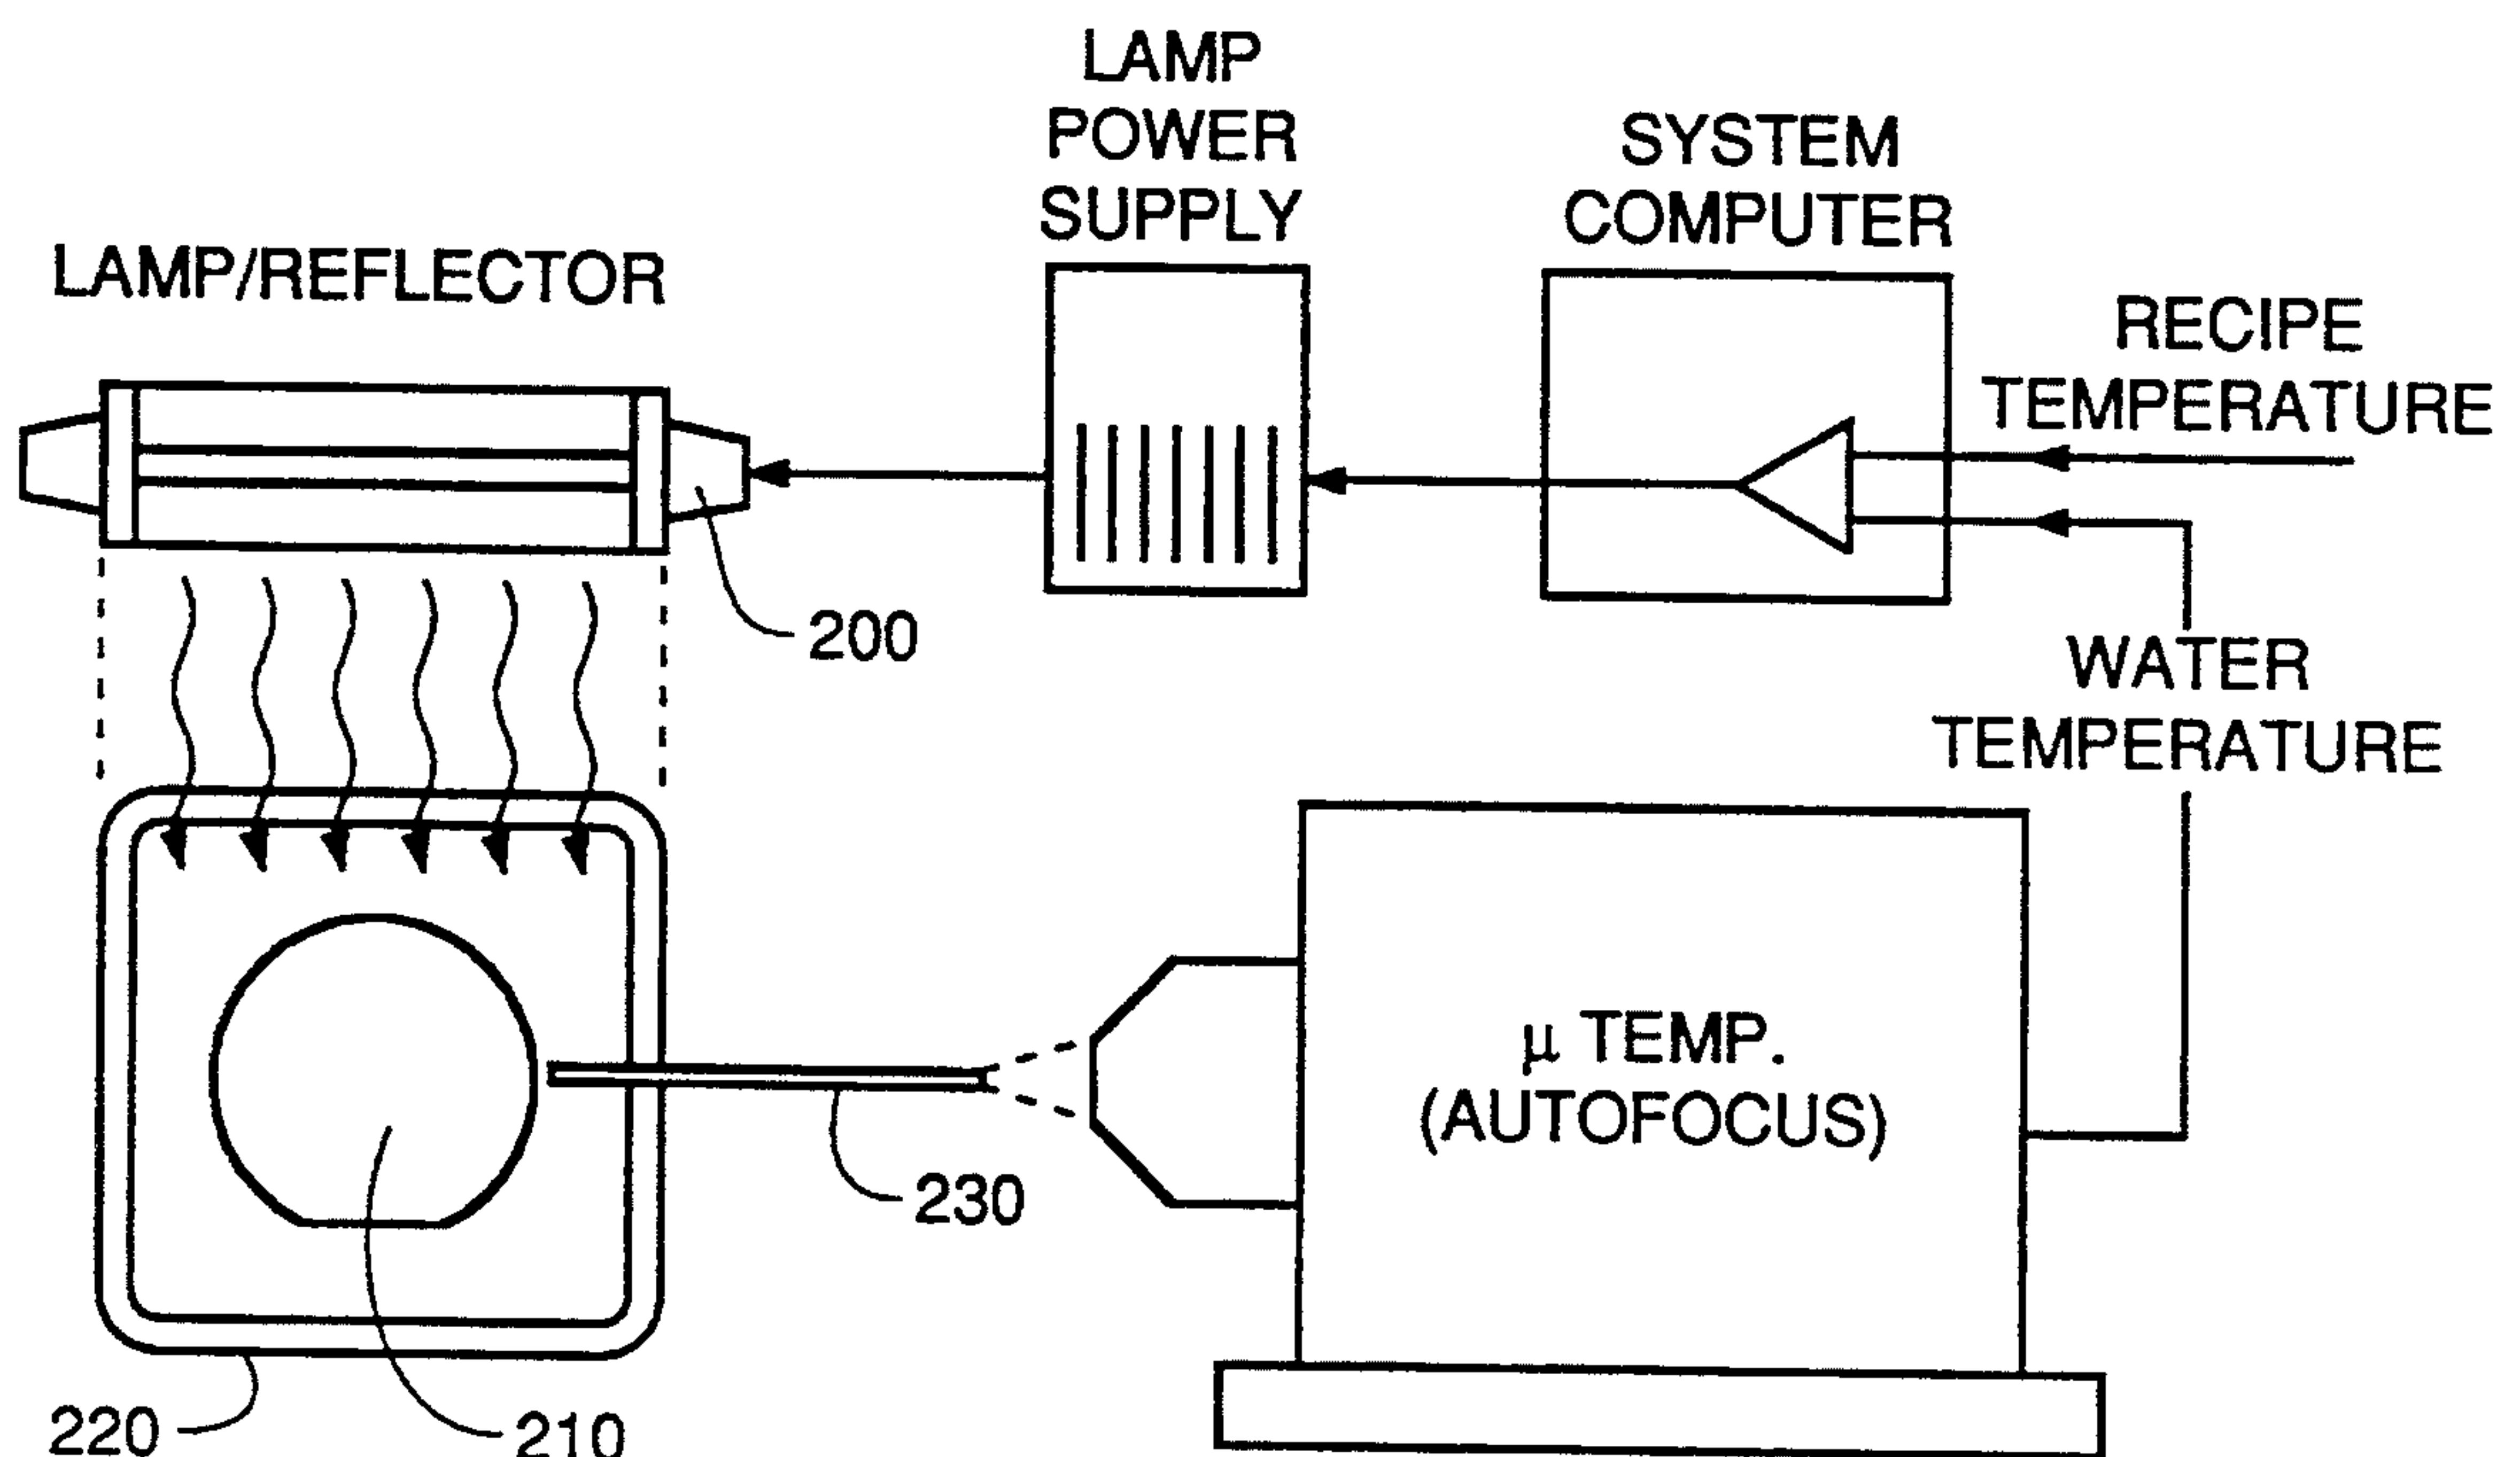 LAMP
POWER
SUPPLY
SYSTEM
COMPUTER
LAMP/REFLECTOR
RECIPE
TEMPERATURE
200
WATER
TEMPERATURE
μ TEMP.
(AUTOFOCUS)
230
220
210